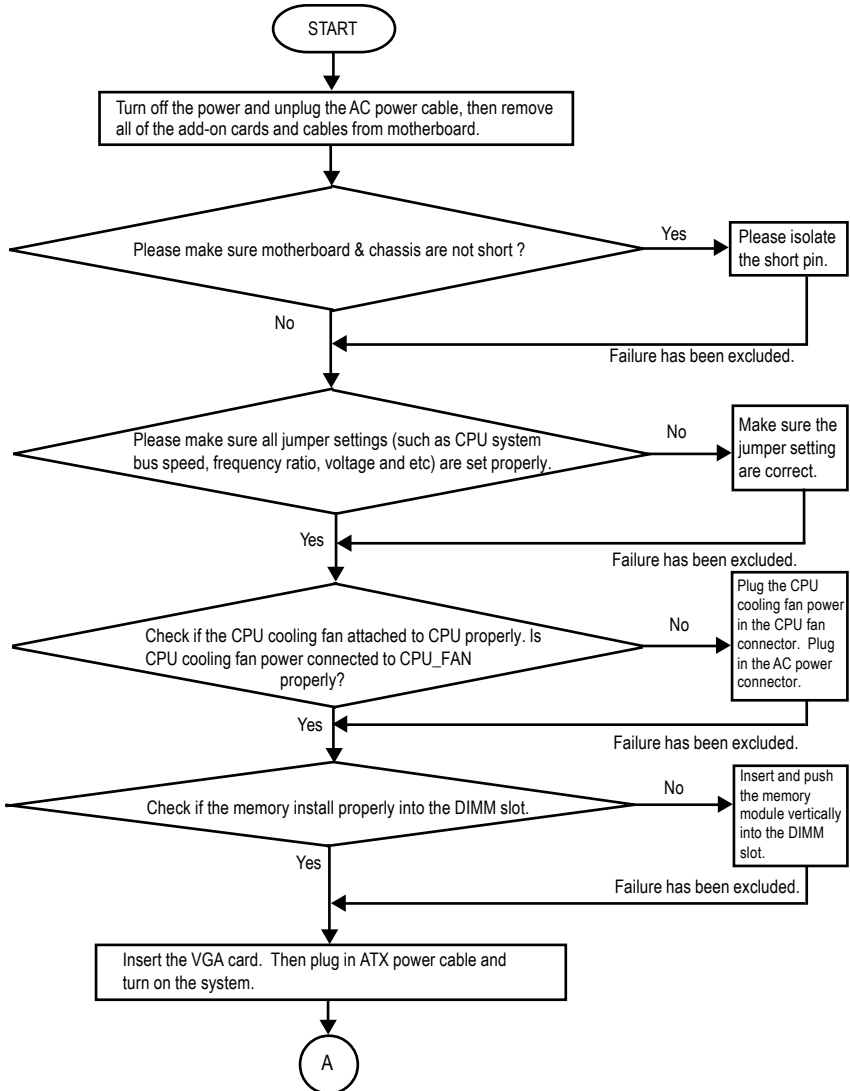 START
Turn off the power and unplug the AC power cable, then remove
all of the add-on cards and cables from motherboard.
Please make sure motherboard & chassis are not short ?
Yes
Please isolate
the short pin.
No
Failure has been excluded.
Please make sure all jumper settings (such as CPU system
bus speed, frequency ratio, voltage and etc) are set properly.
No
Make sure the
jumper setting
are correct.
Yes
Failure has been excluded.
Check if the CPU cooling fan attached to CPU properly. Is
CPU cooling fan power connected to CPU_FAN
properly?
No
Plug the CPU
cooling fan power
in the CPU fan
connector. Plug
in the AC power
connector.
Yes
Failure has been excluded.
Check if the memory install properly into the DIMM slot.
No
Insert and push
the memory
module vertically
into the DIMM
slot.
Yes
Failure has been excluded.
Insert the VGA card. Then plug in ATX power cable and
turn on the system.
A